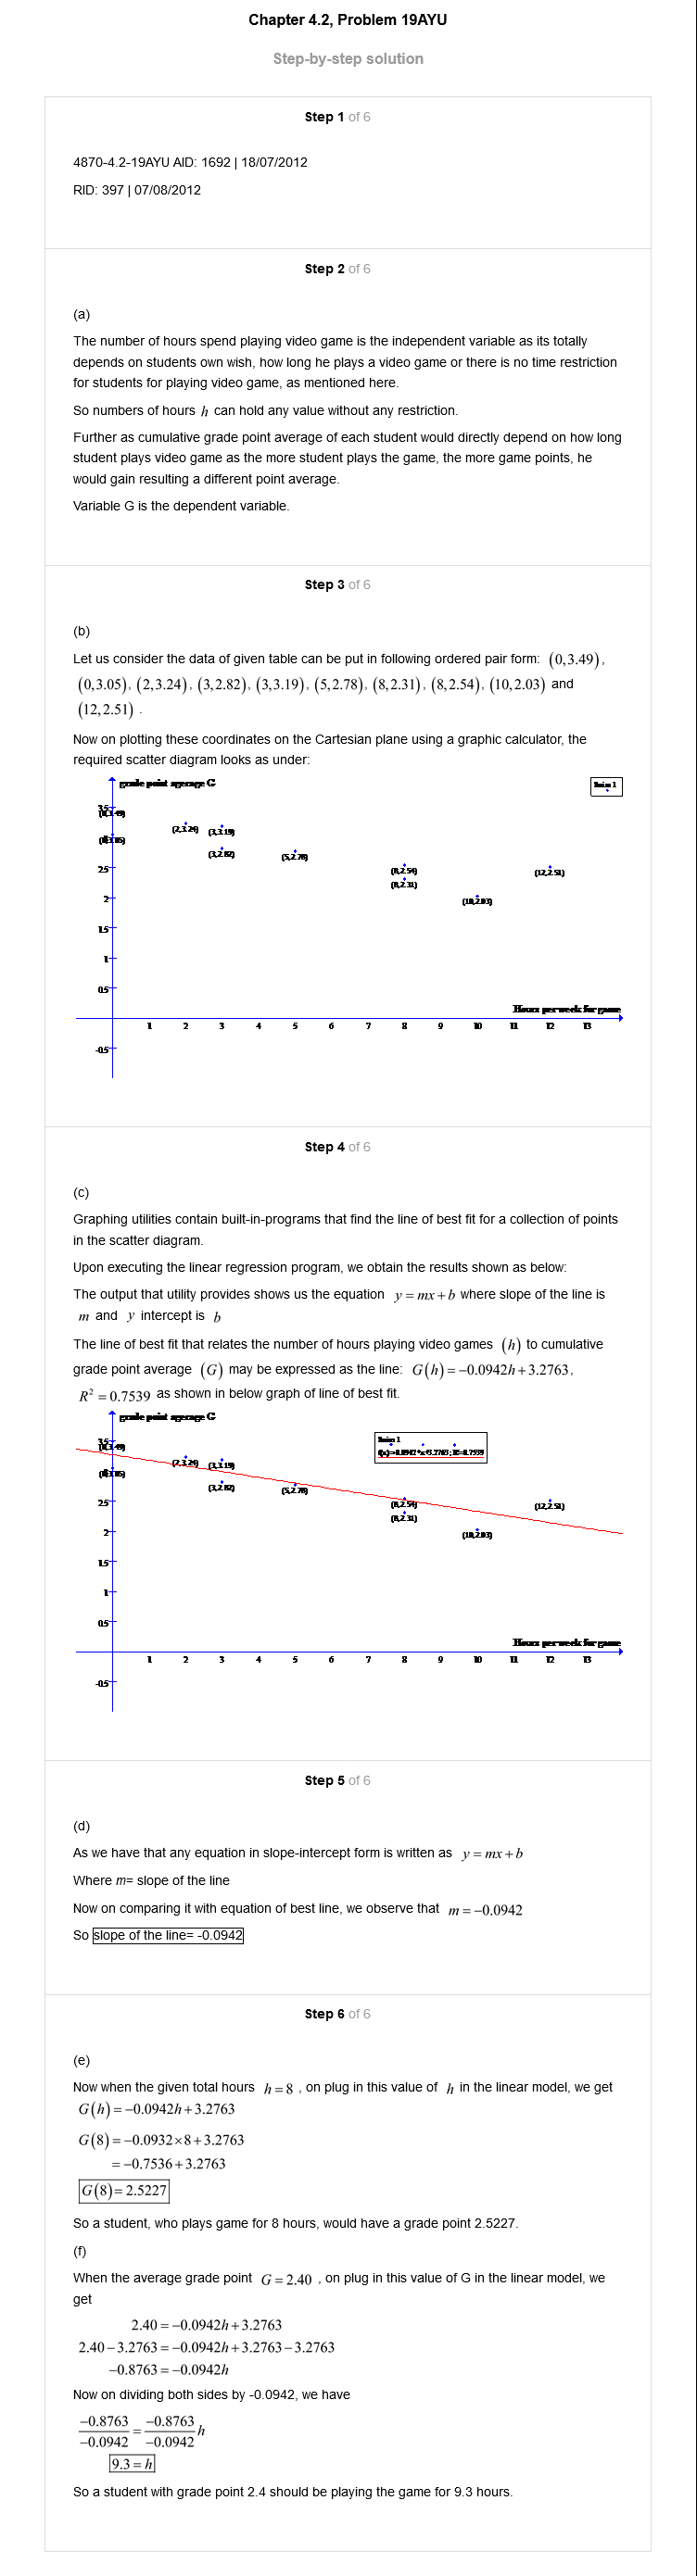 Chapter 4.2, Problem 19AYU
Step-by-step solution
Step 1 of 6
4870-4.2-19AYU AID: 1692 | 18/07/2012
RID: 397 | 07/08/2012
Step 2 of 6
(a)
The number of hours spend playing video game is the independent variable as its totally
depends on students own wish, how long he plays a video game or there is no time restriction
for students for playing video game, as mentioned here.
So numbers of hours h can hold any value without any restriction.
Further as cumulative grade point average of each student would directly depend on how long
student plays video game as the more student plays the game, the more game points, he
would gain resulting a different point average.
Variable G is the dependent variable.
Step 3 of 6
(b)
Let us consider the data of given table can be put in following ordered pair form: (0,3.49),
(0,3.05), (2,3.24), (3,2.82), (3,3.19), (5,2.78), (8,2.31), (8,2.54), (10,2.03) and
(12,2.51) .
Now on plotting these coordinates on the Cartesian plane using a graphic calculator, the
required scatter diagram looks as under:
grade point agerage G
Series 1
3.5
(0,3.49)
(2,3.24) (3,3.19)
(0,3.05)
(3,2.82) (5,2.78)
2.5 (8,2.54) (12,2.51)
(8,2.31)
2 (10,2.03)
1.5
1
0.5
Hours per week for game
1 2 3 4 5 6 7 8 9 10 11 12 13
-0.5
Step 4 of 6
(c)
Graphing utilities contain built-in-programs that find the line of best fit for a collection of points
in the scatter diagram.
Upon executing the linear regression program, we obtain the results shown as below:
The output that utility provides shows us the equation y = mx + b where slope of the line is
m and y intercept is b
The line of best fit that relates the number of hours playing video games (h) to cumulative
grade point average (G) may be expressed as the line: G(h) = −0.0942h + 3.2763,
R² = 0.7539 as shown in below graph of line of best fit.
grade point agerage G
Series 1
f(x)=-0.0942*x+3.2763; R²=0.7539
3.5
(0,3.49)
(2,3.24) (3,3.19)
(0,3.05)
(3,2.82) (5,2.78)
2.5 (8,2.54) (12,2.51)
(8,2.31)
2 (10,2.03)
1.5
1
0.5
Hours per week for game
1 2 3 4 5 6 7 8 9 10 11 12 13
-0.5
Step 5 of 6
(d)
As we have that any equation in slope-intercept form is written as y = mx + b
Where m= slope of the line
Now on comparing it with equation of best line, we observe that m = −0.0942
So slope of the line= -0.0942
Step 6 of 6
(e)
Now when the given total hours h = 8 , on plug in this value of h in the linear model, we get
G(h) = −0.0942h + 3.2763
G(8) = −0.0932×8 + 3.2763
= −0.7536 + 3.2763
G(8) = 2.5227
So a student, who plays game for 8 hours, would have a grade point 2.5227.
(f)
When the average grade point G = 2.40 , on plug in this value of G in the linear model, we
get
2.40 = −0.0942h + 3.2763
2.40 − 3.2763 = −0.0942h + 3.2763 − 3.2763
−0.8763 = −0.0942h
Now on dividing both sides by -0.0942, we have
−0.8763 / −0.0942 = −0.8763 / −0.0942 h
9.3 = h
So a student with grade point 2.4 should be playing the game for 9.3 hours.